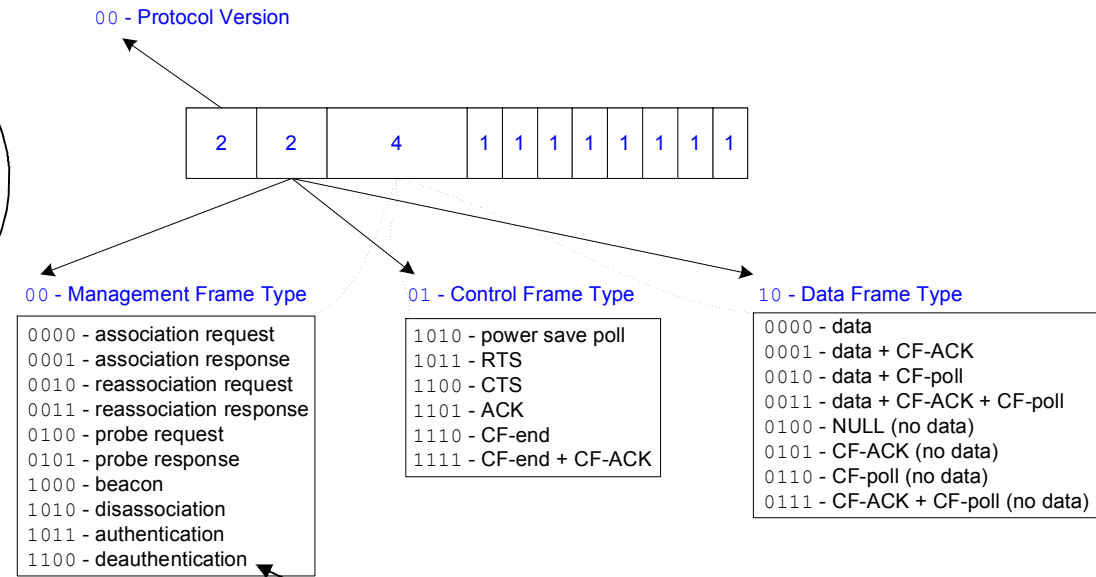 00 - Protocol Version
2 2 4 1 1 1 1 1 1 1 1
00 - Management Frame Type
0000 - association request
0001 - association response
0010 - reassociation request
0011 - reassociation response
0100 - probe request
0101 - probe response
1000 - beacon
1010 - disassociation
1011 - authentication
1100 - deauthentication
01 - Control Frame Type
1010 - power save poll
1011 - RTS
1100 - CTS
1101 - ACK
1110 - CF-end
1111 - CF-end + CF-ACK
10 - Data Frame Type
0000 - data
0001 - data + CF-ACK
0010 - data + CF-poll
0011 - data + CF-ACK + CF-poll
0100 - NULL (no data)
0101 - CF-ACK (no data)
0110 - CF-poll (no data)
0111 - CF-ACK + CF-poll (no data)